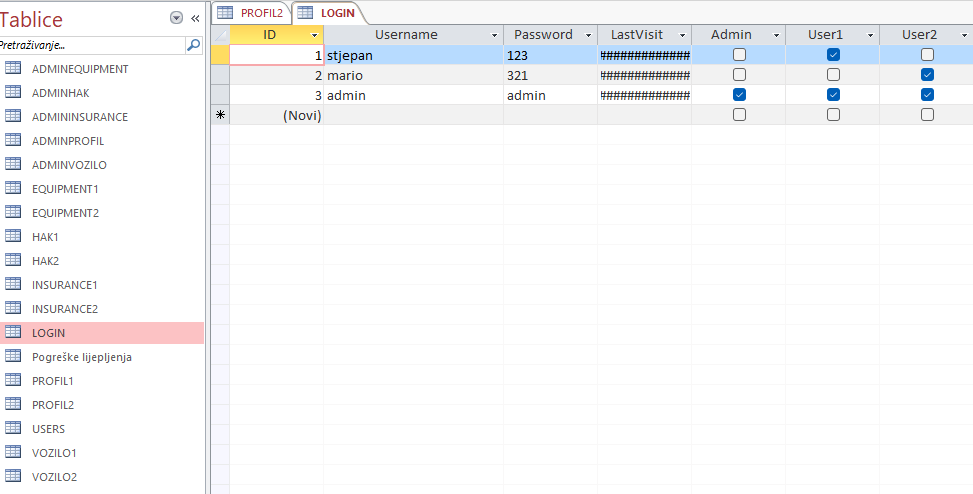 Tablice
Pretraživanje...
ADMINEQUIPMENT
ADMINHAK
ADMININSURANCE
ADMINPROFIL
ADMINVOZILO
EQUIPMENT1
EQUIPMENT2
HAK1
HAK2
INSURANCE1
INSURANCE2
LOGIN
Pogreške lijepljenja
PROFIL1
PROFIL2
USERS
VOZILO1
VOZILO2
PROFIL2 LOGIN
ID Username Password LastVisit Admin User1 User2
1 stjepan 123 ##############
2 mario 321 ##############
3 admin admin ##############
* (Novi)